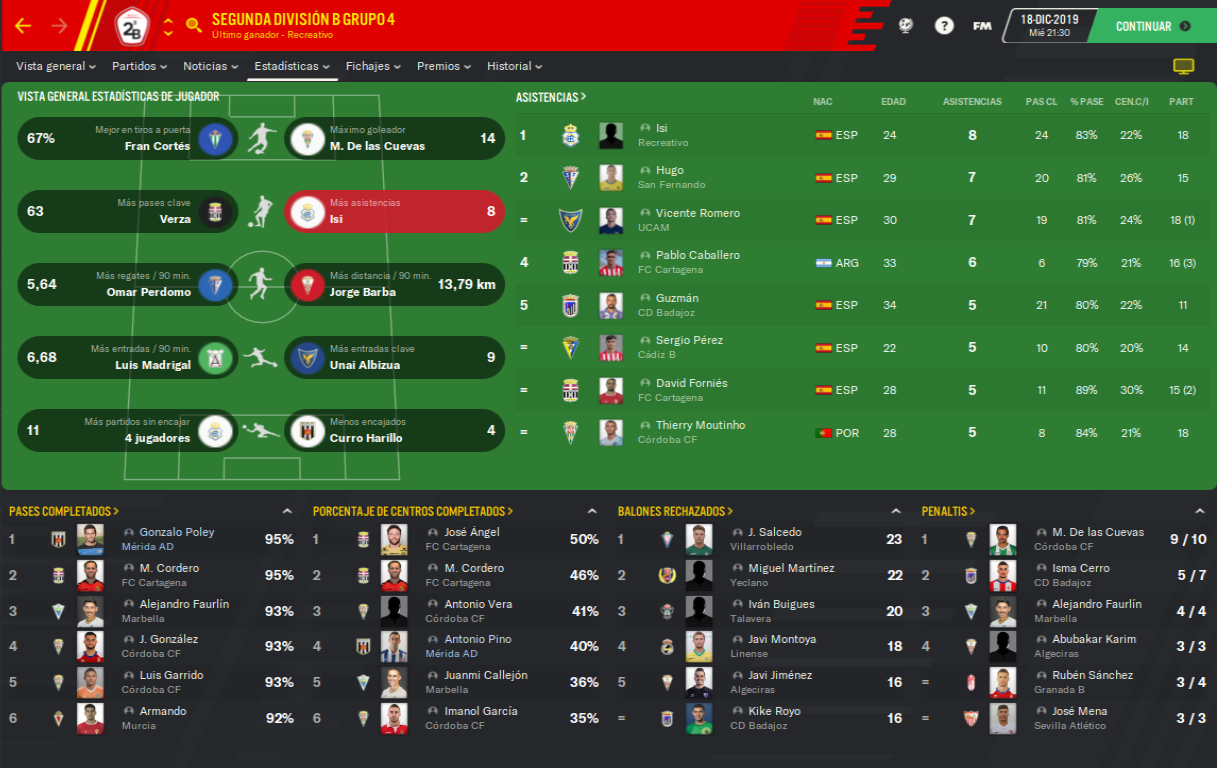 SEGUNDA DIVISIÓN B GRUPO 4
Último ganador - Recreativo
2ªB
?
FM
18-DIC-2019
Mié 21:30
CONTINUAR
Vista general Partidos Noticias Estadísticas Fichajes Premios Historial
VISTA GENERAL ESTADÍSTICAS DE JUGADOR
67% Mejor en tiros a puerta
Fran Cortés
Máximo goleador 14
M. De las Cuevas
63 Más pases clave
Verza
Más asistencias 8
Isi
5,64 Más regates / 90 min.
Omar Perdomo
Más distancia / 90 min. 13,79 km
Jorge Barba
6,68 Más entradas / 90 min.
Luis Madrigal
Más entradas clave 9
Unai Albizua
11 Más partidos sin encajar
4 jugadores
Menos encajados 4
Curro Harillo
ASISTENCIAS > NAC EDAD ASISTENCIAS PAS CL % PASE CEN.C/I PART
1 Isi ESP 24 8 24 83% 22% 18
Recreativo
2 Hugo ESP 29 7 20 81% 26% 15
San Fernando
= Vicente Romero ESP 30 7 19 81% 24% 18 (1)
UCAM
4 Pablo Caballero ARG 33 6 6 79% 21% 16 (3)
FC Cartagena
5 Guzmán ESP 34 5 21 80% 22% 11
CD Badajoz
= Sergio Pérez ESP 22 5 10 80% 20% 14
Cádiz B
= David Forniés ESP 28 5 11 89% 30% 15 (2)
FC Cartagena
= Thierry Moutinho POR 28 5 8 84% 21% 18
Córdoba CF
PASES COMPLETADOS >
1 Gonzalo Poley 95%
Mérida AD
2 M. Cordero 95%
FC Cartagena
3 Alejandro Faurlín 93%
Marbella
4 J. González 93%
Córdoba CF
5 Luis Garrido 93%
Córdoba CF
6 Armando 92%
Murcia
PORCENTAJE DE CENTROS COMPLETADOS >
1 José Ángel 50%
FC Cartagena
2 M. Cordero 46%
FC Cartagena
3 Antonio Vera 41%
Córdoba CF
4 Antonio Pino 40%
Mérida AD
5 Juanmi Callejón 36%
Marbella
6 Imanol García 35%
Córdoba CF
BALONES RECHAZADOS >
1 J. Salcedo 23
Villarrobledo
2 Miguel Martínez 22
Yeclano
3 Iván Buigues 20
Talavera
4 Javi Montoya 18
Linense
5 Javi Jiménez 16
Algeciras
= Kike Royo 16
CD Badajoz
PENALTIS >
1 M. De las Cuevas 9 / 10
Córdoba CF
2 Isma Cerro 5 / 7
CD Badajoz
3 Alejandro Faurlín 4 / 4
Marbella
4 Abubakar Karim 3 / 3
Algeciras
= Rubén Sánchez 3 / 4
Granada B
= José Mena 3 / 3
Sevilla Atlético